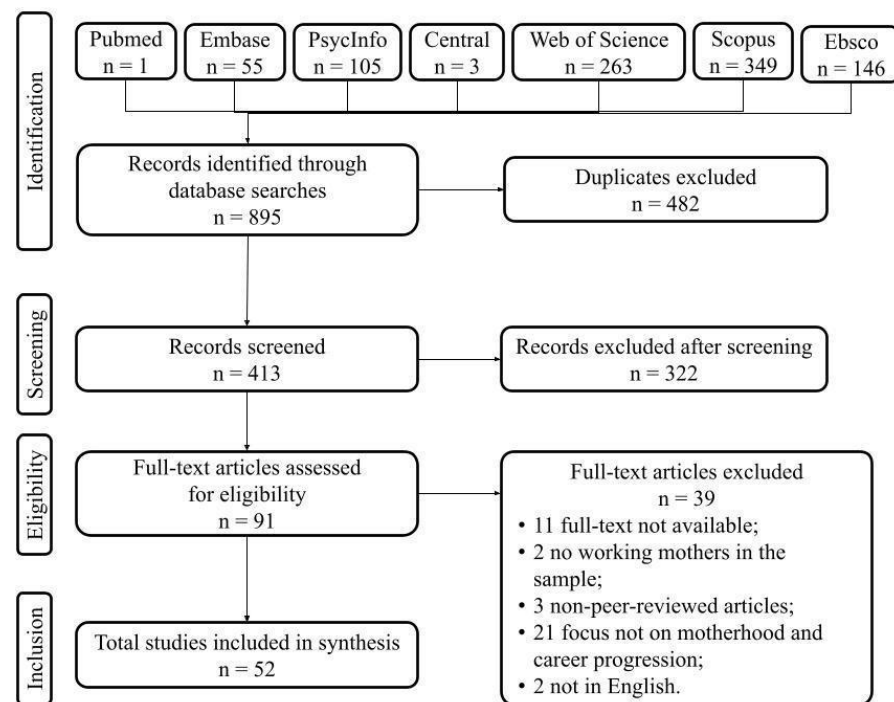 Identification
Pubmed
n = 1
Embase
n = 55
PsycInfo
n = 105
Central
n = 3
Web of Science
n = 263
Scopus
n = 349
Ebsco
n = 146
Records identified through
database searches
n = 895
Duplicates excluded
n = 482
Screening
Records screened
n = 413
Records excluded after screening
n = 322
Eligibility
Full-text articles assessed
for eligibility
n = 91
Full-text articles excluded
n = 39
• 11 full-text not available;
• 2 no working mothers in the
sample;
• 3 non-peer-reviewed articles;
• 21 focus not on motherhood and
career progression;
• 2 not in English.
Inclusion
Total studies included in synthesis
n = 52